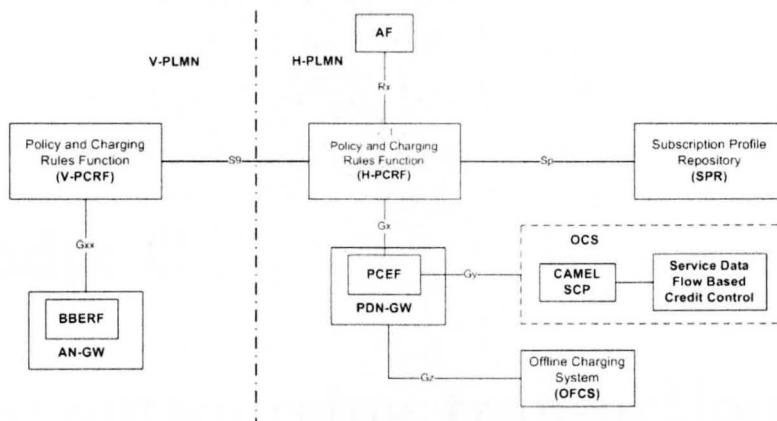 AF
V-PLMN
H-PLMN
Rx
Policy and Charging
Rules Function
(V-PCRF)
S9
Policy and Charging
Rules Function
(H-PCRF)
Sp
Subscription Profile
Repository
(SPR)
Gxx
Gx
OCS
BBERF
AN-GW
PCEF
PDN-GW
Gy
CAMEL
SCP
Service Data
Flow Based
Credit Control
Gz
Offline Charging
System
(OFCS)